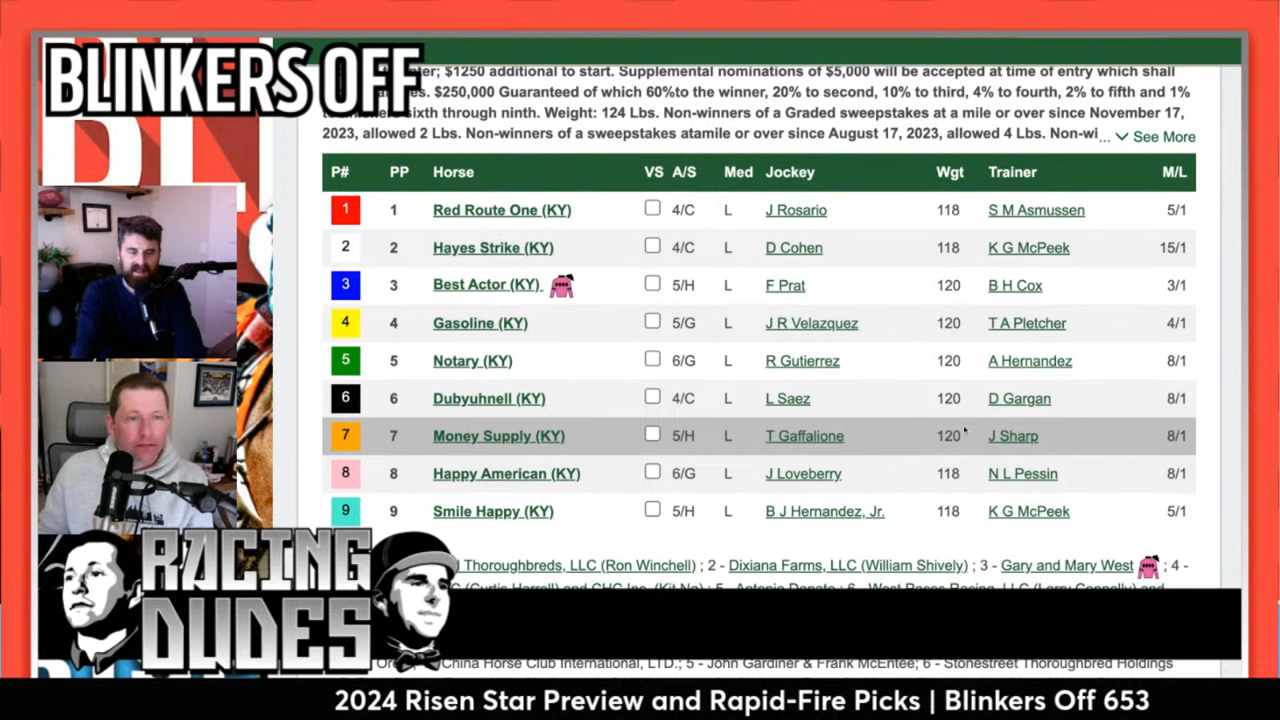 BLINKERS OFF
ter; $1250 additional to start. Supplemental nominations of $5,000 will be accepted at time of entry which shall
$250,000 Guaranteed of which 60%to the winner, 20% to second, 10% to third, 4% to fourth, 2% to fifth and 1%
sixth through ninth. Weight: 124 Lbs. Non-winners of a Graded sweepstakes at a mile or over since November 17,
2023, allowed 2 Lbs. Non-winners of a sweepstakes atamile or over since August 17, 2023, allowed 4 Lbs. Non-wi... See More
P# PP Horse VS A/S Med Jockey Wgt Trainer M/L
1 1 Red Route One (KY) 4/C L J Rosario 118 S M Asmussen 5/1
2 2 Hayes Strike (KY) 4/C L D Cohen 118 K G McPeek 15/1
3 3 Best Actor (KY) 5/H L F Prat 120 B H Cox 3/1
4 4 Gasoline (KY) 5/G L J R Velazquez 120 T A Pletcher 4/1
5 5 Notary (KY) 6/G L R Gutierrez 120 A Hernandez 8/1
6 6 Dubyuhnell (KY) 4/C L L Saez 120 D Gargan 8/1
7 7 Money Supply (KY) 5/H L T Gaffalione 120 J Sharp 8/1
8 8 Happy American (KY) 6/G L J Loveberry 118 N L Pessin 8/1
9 9 Smile Happy (KY) 5/H L B J Hernandez, Jr. 118 K G McPeek 5/1
Thoroughbreds, LLC (Ron Winchell) ; 2 - Dixiana Farms, LLC (William Shively) ; 3 - Gary and Mary West ; 4 -
China Horse Club International, LTD.; 5 - John Gardiner & Frank McEntee; 6 - Stonestreet Thoroughbred Holdings
RACING
DUDES
2024 Risen Star Preview and Rapid-Fire Picks | Blinkers Off 653